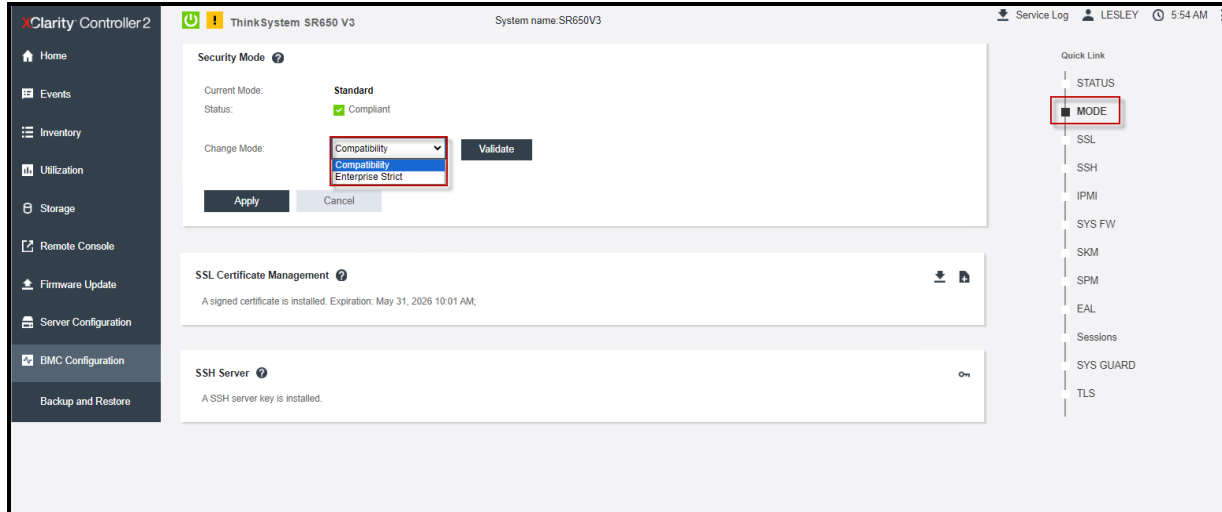 XClarity Controller 2
ThinkSystem SR650 V3
System name:SR650V3
Service Log
LESLEY
5:54 AM
Home
Events
Inventory
Utilization
Storage
Remote Console
Firmware Update
Server Configuration
BMC Configuration
Backup and Restore
Security Mode
Current Mode: Standard
Status: Compliant
Change Mode: Compatibility Validate
Compatibility
Enterprise Strict
Apply Cancel
SSL Certificate Management
A signed certificate is installed. Expiration: May 31, 2026 10:01 AM;
SSH Server
A SSH server key is installed.
Quick Link
STATUS
MODE
SSL
SSH
IPMI
SYS FW
SKM
SPM
EAL
Sessions
SYS GUARD
TLS